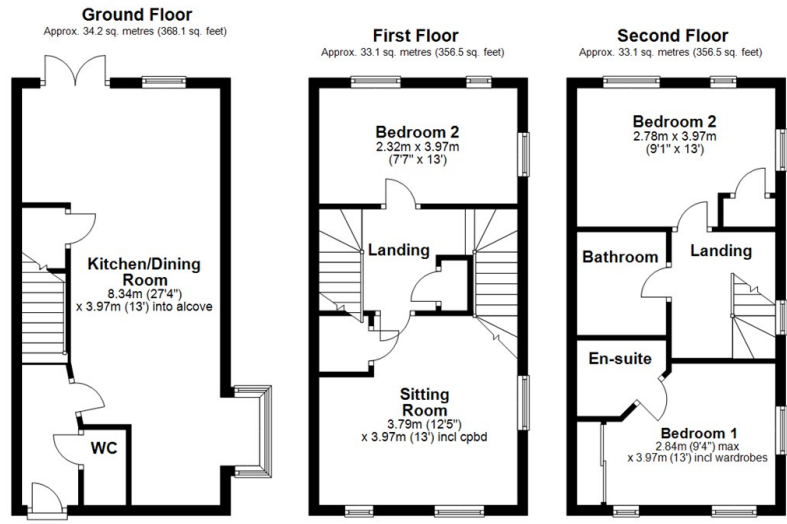 Ground Floor
Approx. 34.2 sq. metres (368.1 sq. feet)
Kitchen/Dining
Room
8.34m (27'4")
x 3.97m (13') into alcove
WC
First Floor
Approx. 33.1 sq. metres (356.5 sq. feet)
Bedroom 2
2.32m x 3.97m
(7'7" x 13')
Landing
Sitting
Room
3.79m (12'5")
x 3.97m (13') incl cpbd
Second Floor
Approx. 33.1 sq. metres (356.5 sq. feet)
Bedroom 2
2.78m x 3.97m
(9'1" x 13')
Bathroom
Landing
En-suite
Bedroom 1
2.84m (9'4") max
x 3.97m (13') incl wardrobes